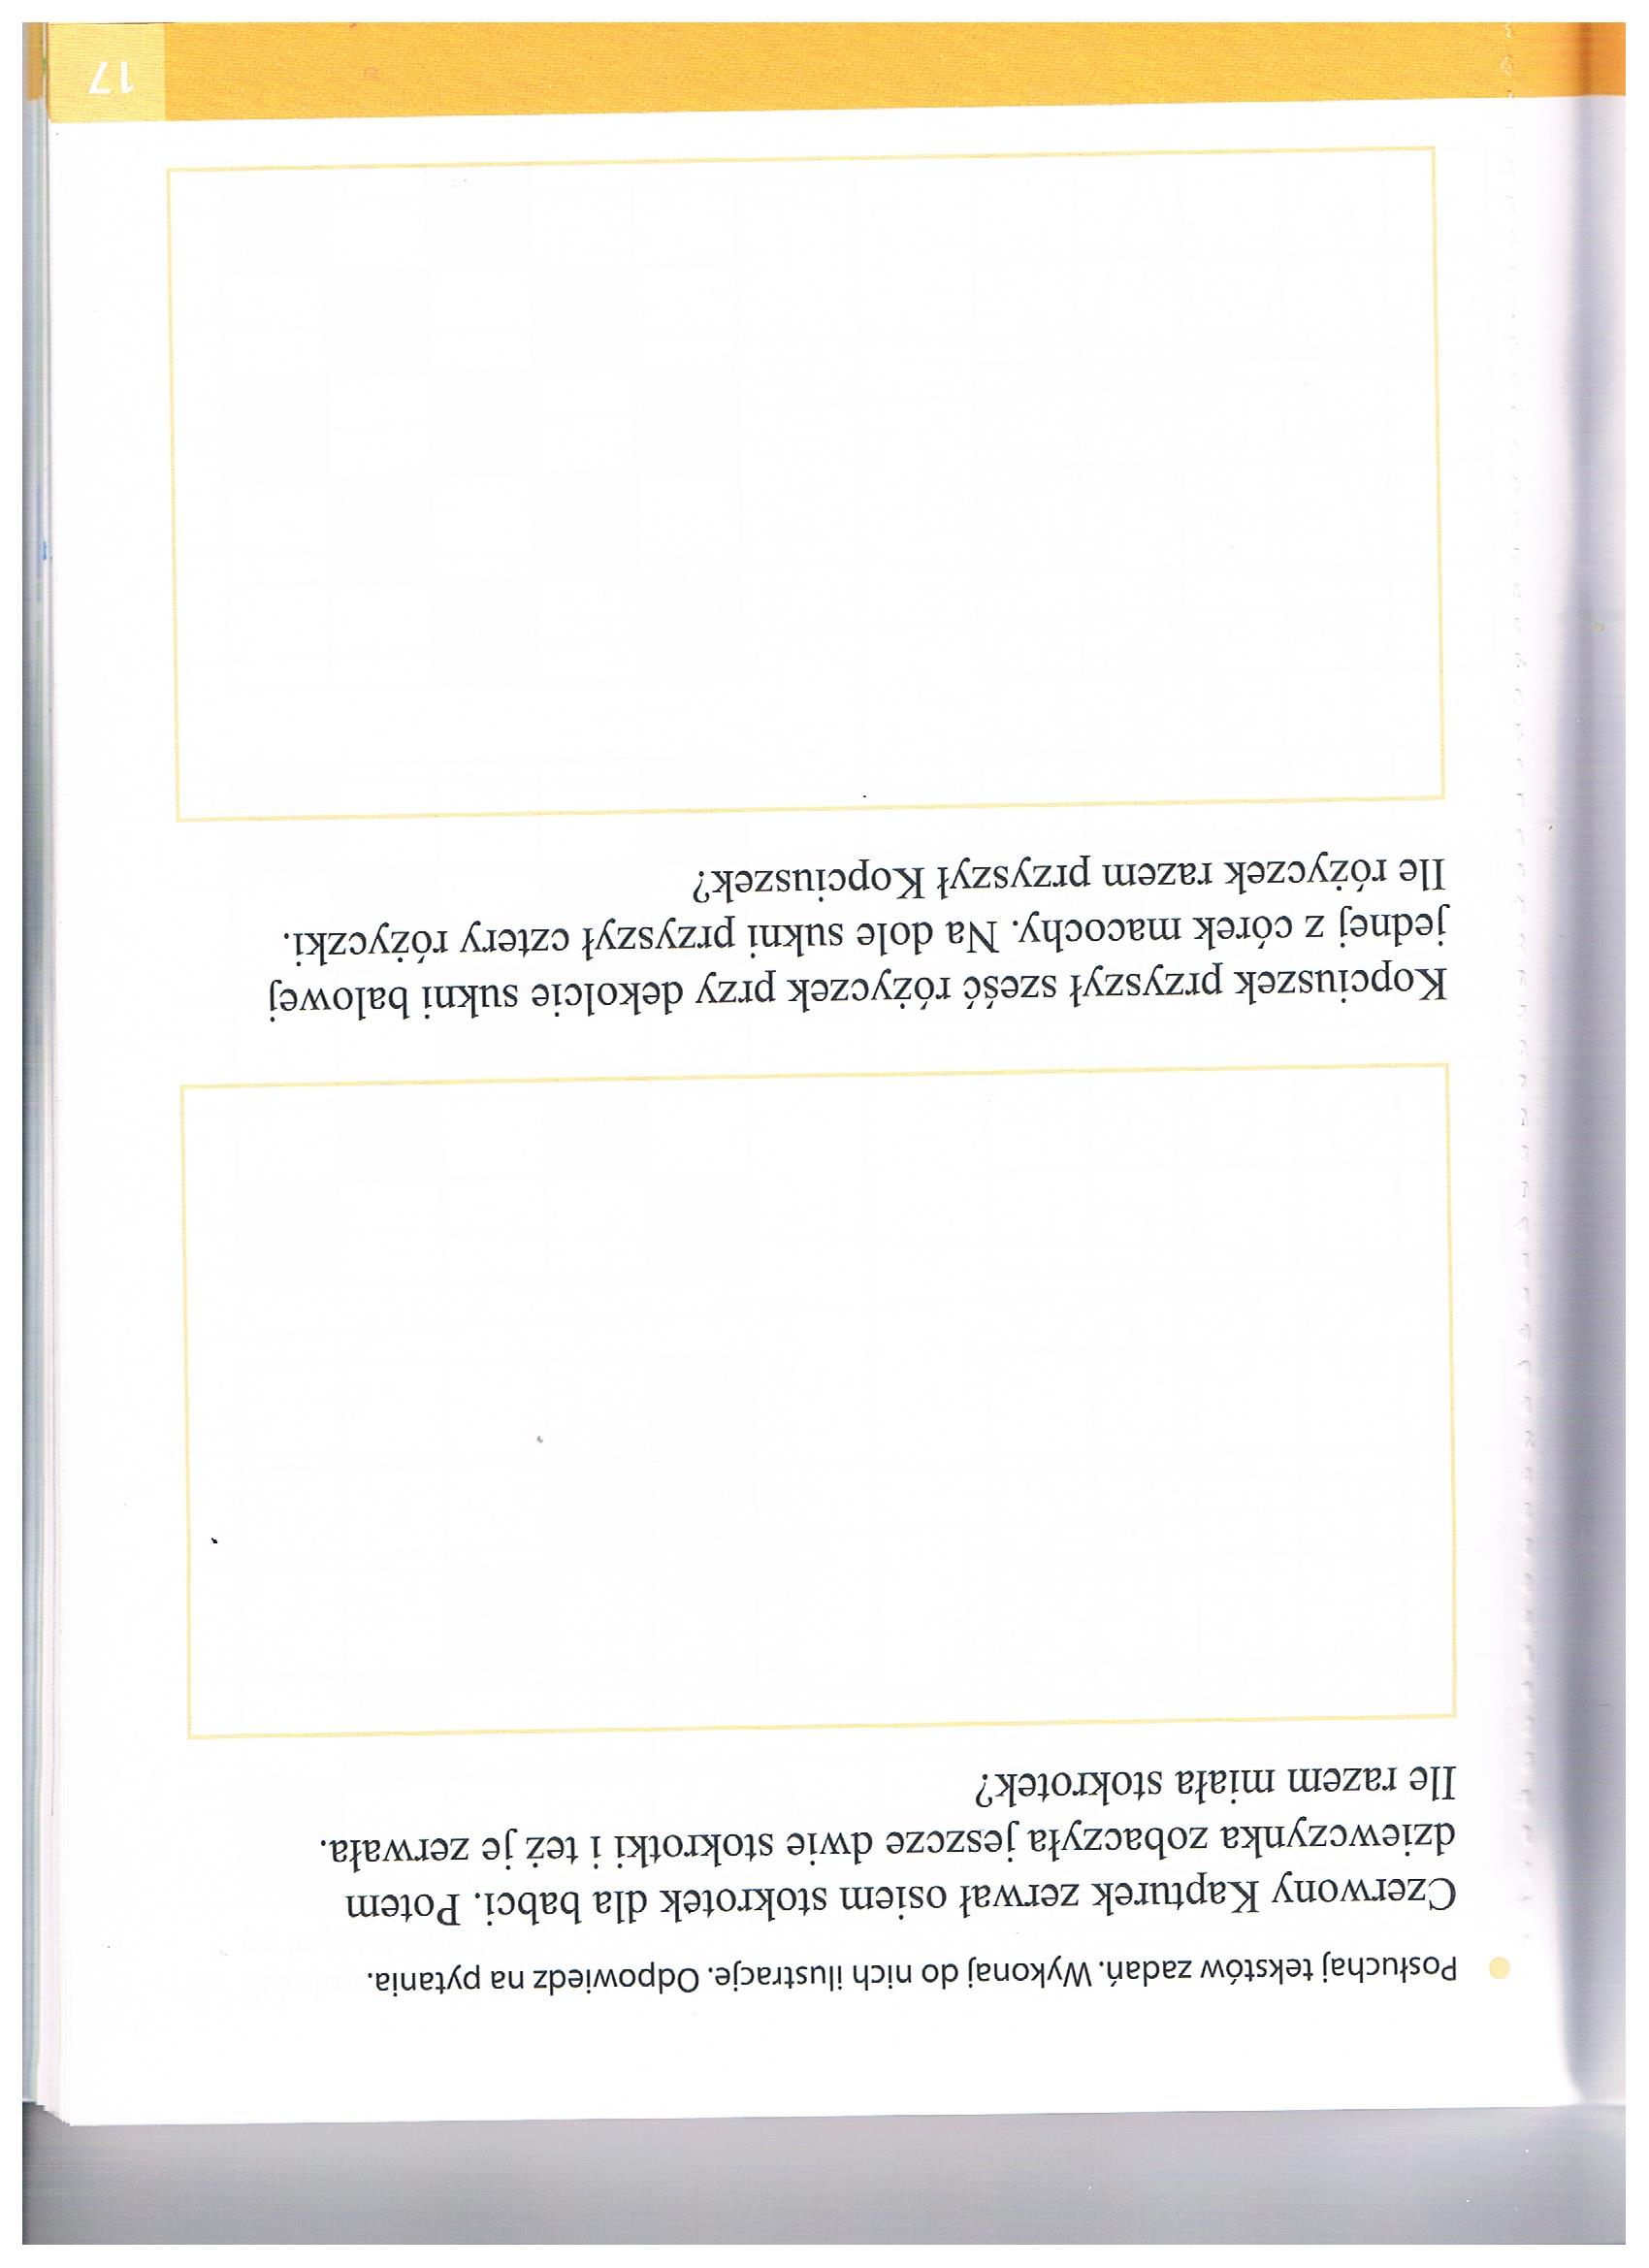 Posłuchaj tekstów zadań. Wykonaj do nich ilustracje. Odpowiedz na pytania.
Czerwony Kapturek zerwał osiem stokrotek dla babci. Potem
dziewczynka zobaczyła jeszcze dwie stokrotki i też je zerwała.
Ile razem miała stokrotek?
Kopciuszek przyszył sześć różyczek przy dekolcie sukni balowej
jednej z córek macochy. Na dole sukni przyszył cztery różyczki.
Ile różyczek razem przyszył Kopciuszek?
17